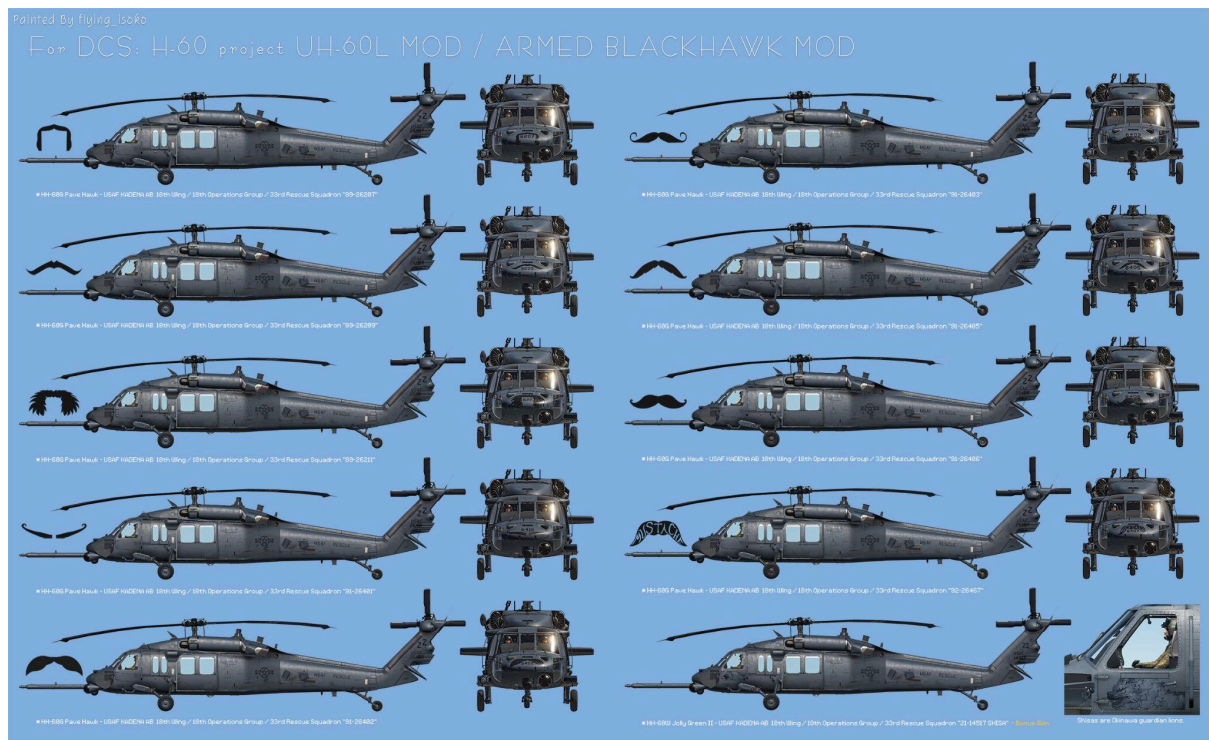 Painted By flying_isoko
For DCS: H-60 project UH-60L MOD / ARMED BLACKHAWK MOD
* HH-60G Pave Hawk - USAF KADENA AB 18th Wing / 18th Operations Group / 33rd Rescue Squadron "89-26207"
* HH-60G Pave Hawk - USAF KADENA AB 18th Wing / 18th Operations Group / 33rd Rescue Squadron "91-26403"
* HH-60G Pave Hawk - USAF KADENA AB 18th Wing / 18th Operations Group / 33rd Rescue Squadron "89-26209"
* HH-60G Pave Hawk - USAF KADENA AB 18th Wing / 18th Operations Group / 33rd Rescue Squadron "91-26405"
* HH-60G Pave Hawk - USAF KADENA AB 18th Wing / 18th Operations Group / 33rd Rescue Squadron "89-26211"
* HH-60G Pave Hawk - USAF KADENA AB 18th Wing / 18th Operations Group / 33rd Rescue Squadron "91-26406"
MUSTACHE
* HH-60G Pave Hawk - USAF KADENA AB 18th Wing / 18th Operations Group / 33rd Rescue Squadron "91-26401"
* HH-60G Pave Hawk - USAF KADENA AB 18th Wing / 18th Operations Group / 33rd Rescue Squadron "92-26467"
* HH-60G Pave Hawk - USAF KADENA AB 18th Wing / 18th Operations Group / 33rd Rescue Squadron "91-26402"
* HH-60W Jolly Green II - USAF KADENA AB 18th Wing / 18th Operations Group / 33rd Rescue Squadron "21-14517 SHISA" - Bonus Skin
Shisas are Okinawa guardian lions.